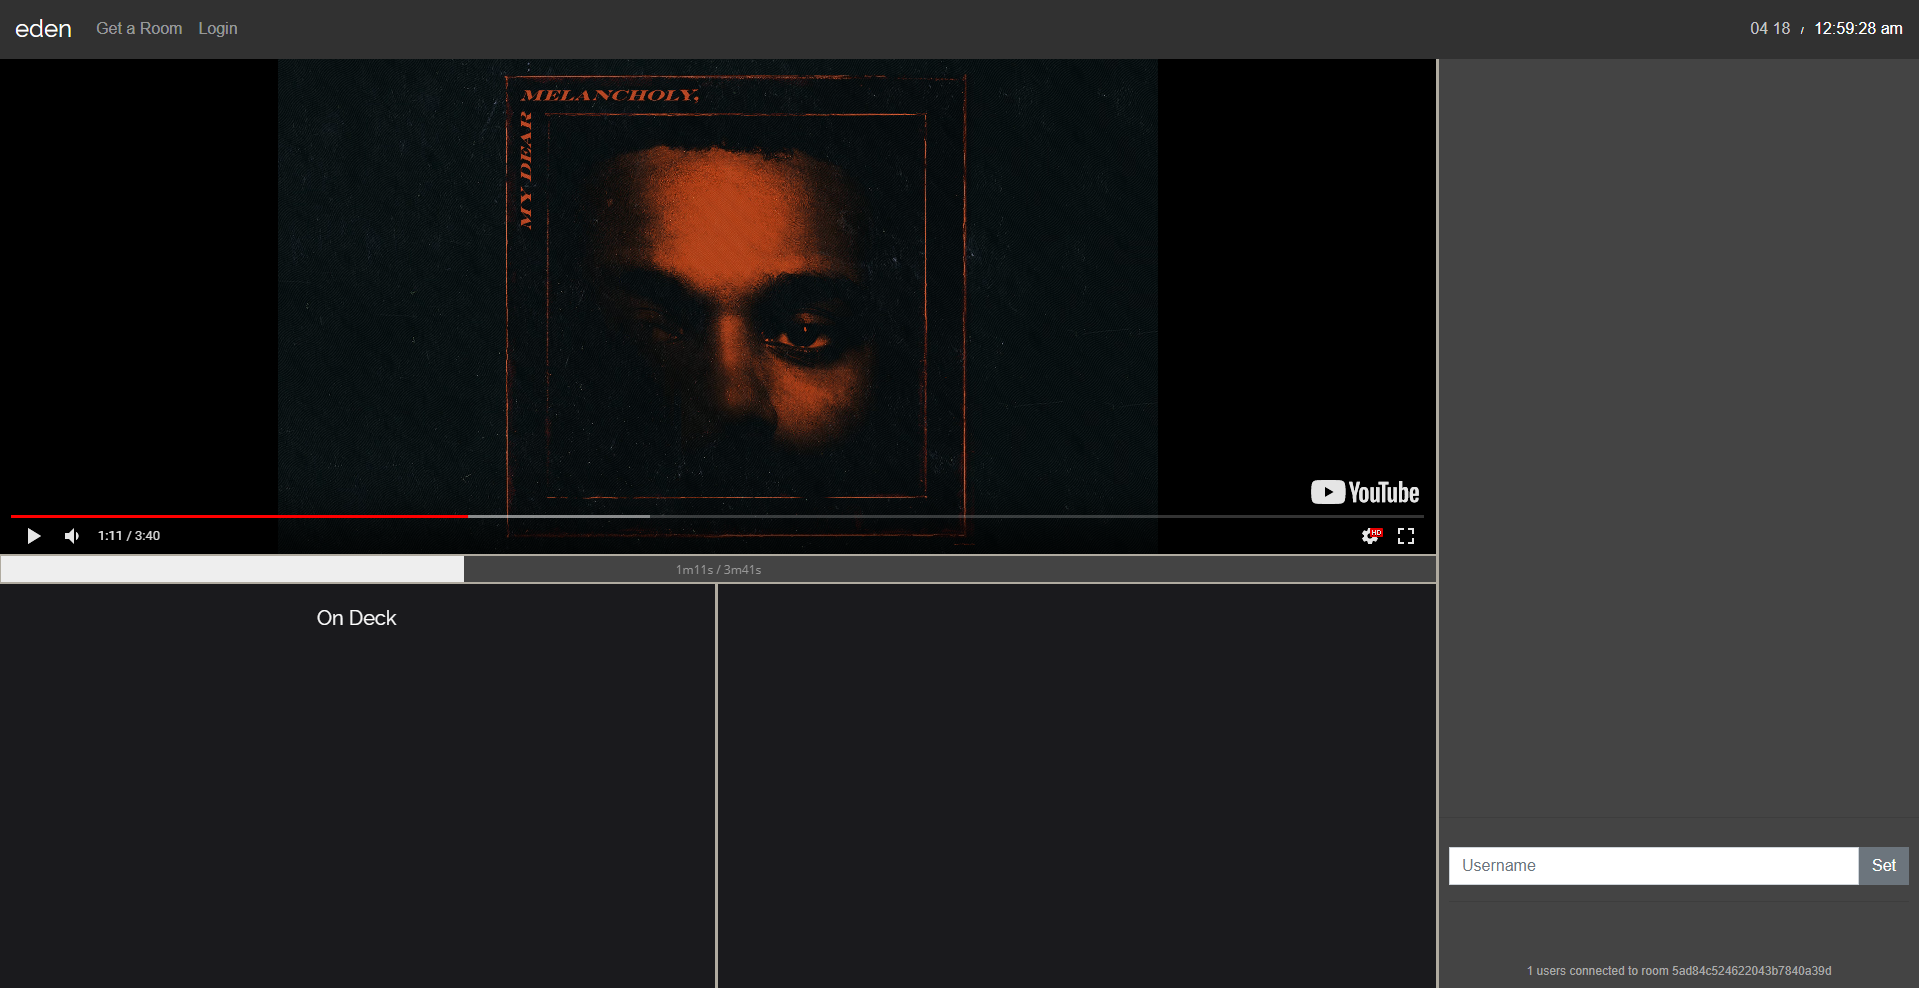 eden Get a Room Login 04 18 / 12:59:28 am
MELANCHOLY,
MY DEAR
YouTube
1:11 / 3:40 HD
1m11s / 3m41s
On Deck
Username Set
1 users connected to room 5ad84c524622043b7840a39d